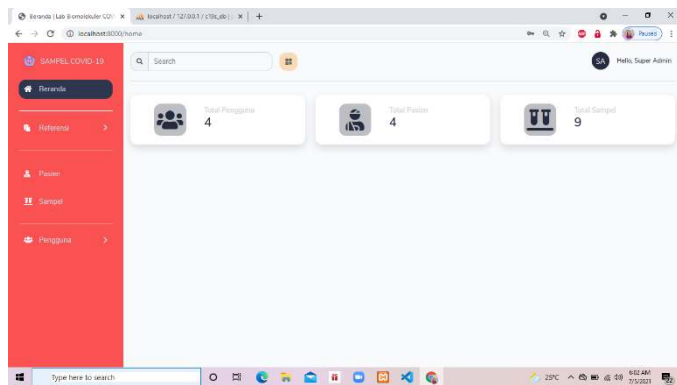 Beranda | Lab Biomolekuler COV
localhost / 127.0.0.1 / c19s_db |
localhost:8000/home
Paused
SAMPEL COVID-19
Search
SA
Hello, Super Admin
Beranda
Referensi
Pasien
Sampel
Pengguna
Total Pengguna
4
Total Pasien
4
Total Sampel
9
Type here to search
25°C
8:02 AM
7/5/2021